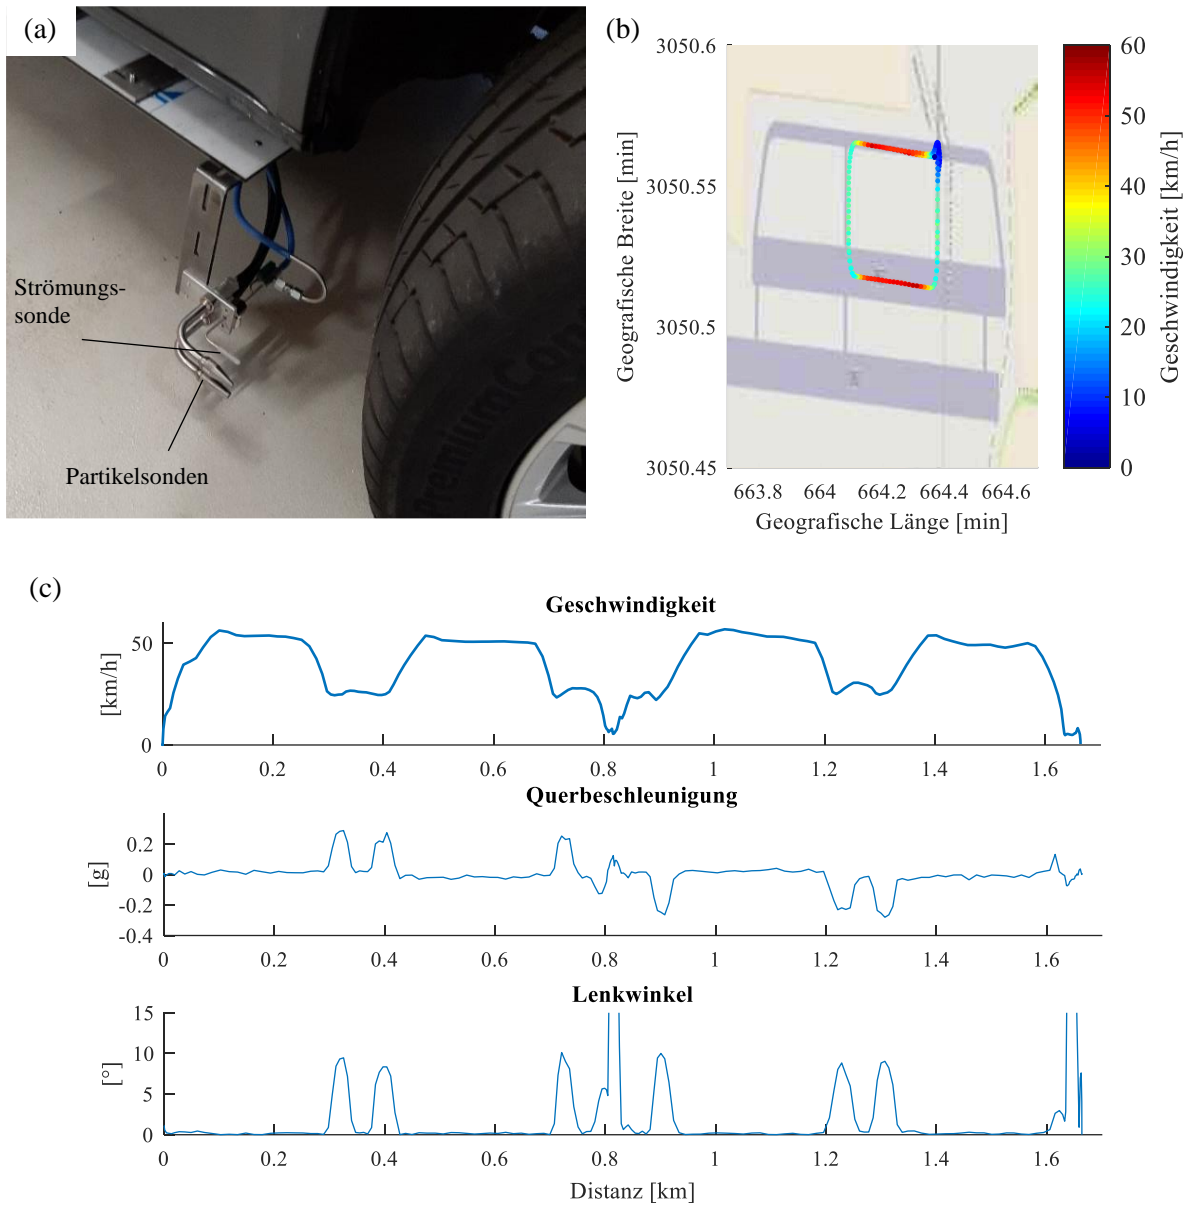 (a)
Strömungs-
sonde
Partikelsonden
PremiumCon
(b)
3050.6
3050.55
3050.5
3050.45
Geografische Breite [min]
663.8 664 664.2 664.4 664.6
Geografische Länge [min]
60
50
40
30
20
10
0
Geschwindigkeit [km/h]
(c)
Geschwindigkeit
50
0
[km/h]
0 0.2 0.4 0.6 0.8 1 1.2 1.4 1.6
Querbeschleunigung
0.2
0
-0.2
-0.4
[g]
0 0.2 0.4 0.6 0.8 1 1.2 1.4 1.6
Lenkwinkel
15
10
5
0
[°]
0 0.2 0.4 0.6 0.8 1 1.2 1.4 1.6
Distanz [km]